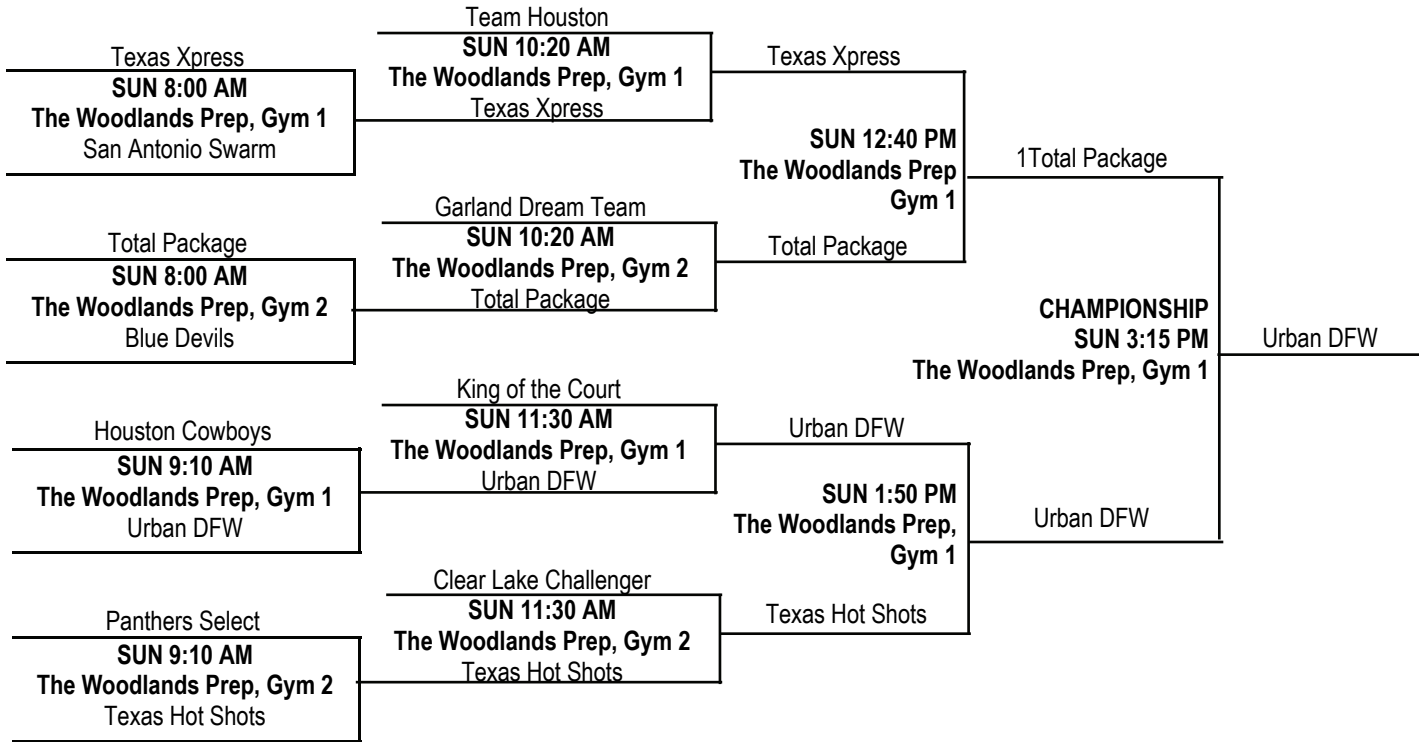 Texas Xpress
SUN 8:00 AM
The Woodlands Prep, Gym 1
San Antonio Swarm
Total Package
SUN 8:00 AM
The Woodlands Prep, Gym 2
Blue Devils
Houston Cowboys
SUN 9:10 AM
The Woodlands Prep, Gym 1
Urban DFW
Panthers Select
SUN 9:10 AM
The Woodlands Prep, Gym 2
Texas Hot Shots
Team Houston
SUN 10:20 AM
The Woodlands Prep, Gym 1
Texas Xpress
Garland Dream Team
SUN 10:20 AM
The Woodlands Prep, Gym 2
Total Package
King of the Court
SUN 11:30 AM
The Woodlands Prep, Gym 1
Urban DFW
Clear Lake Challenger
SUN 11:30 AM
The Woodlands Prep, Gym 2
Texas Hot Shots
Texas Xpress
SUN 12:40 PM
The Woodlands Prep
Gym 1
Total Package
Urban DFW
SUN 1:50 PM
The Woodlands Prep,
Gym 1
Texas Hot Shots
1Total Package
CHAMPIONSHIP
SUN 3:15 PM
The Woodlands Prep, Gym 1
Urban DFW
Urban DFW